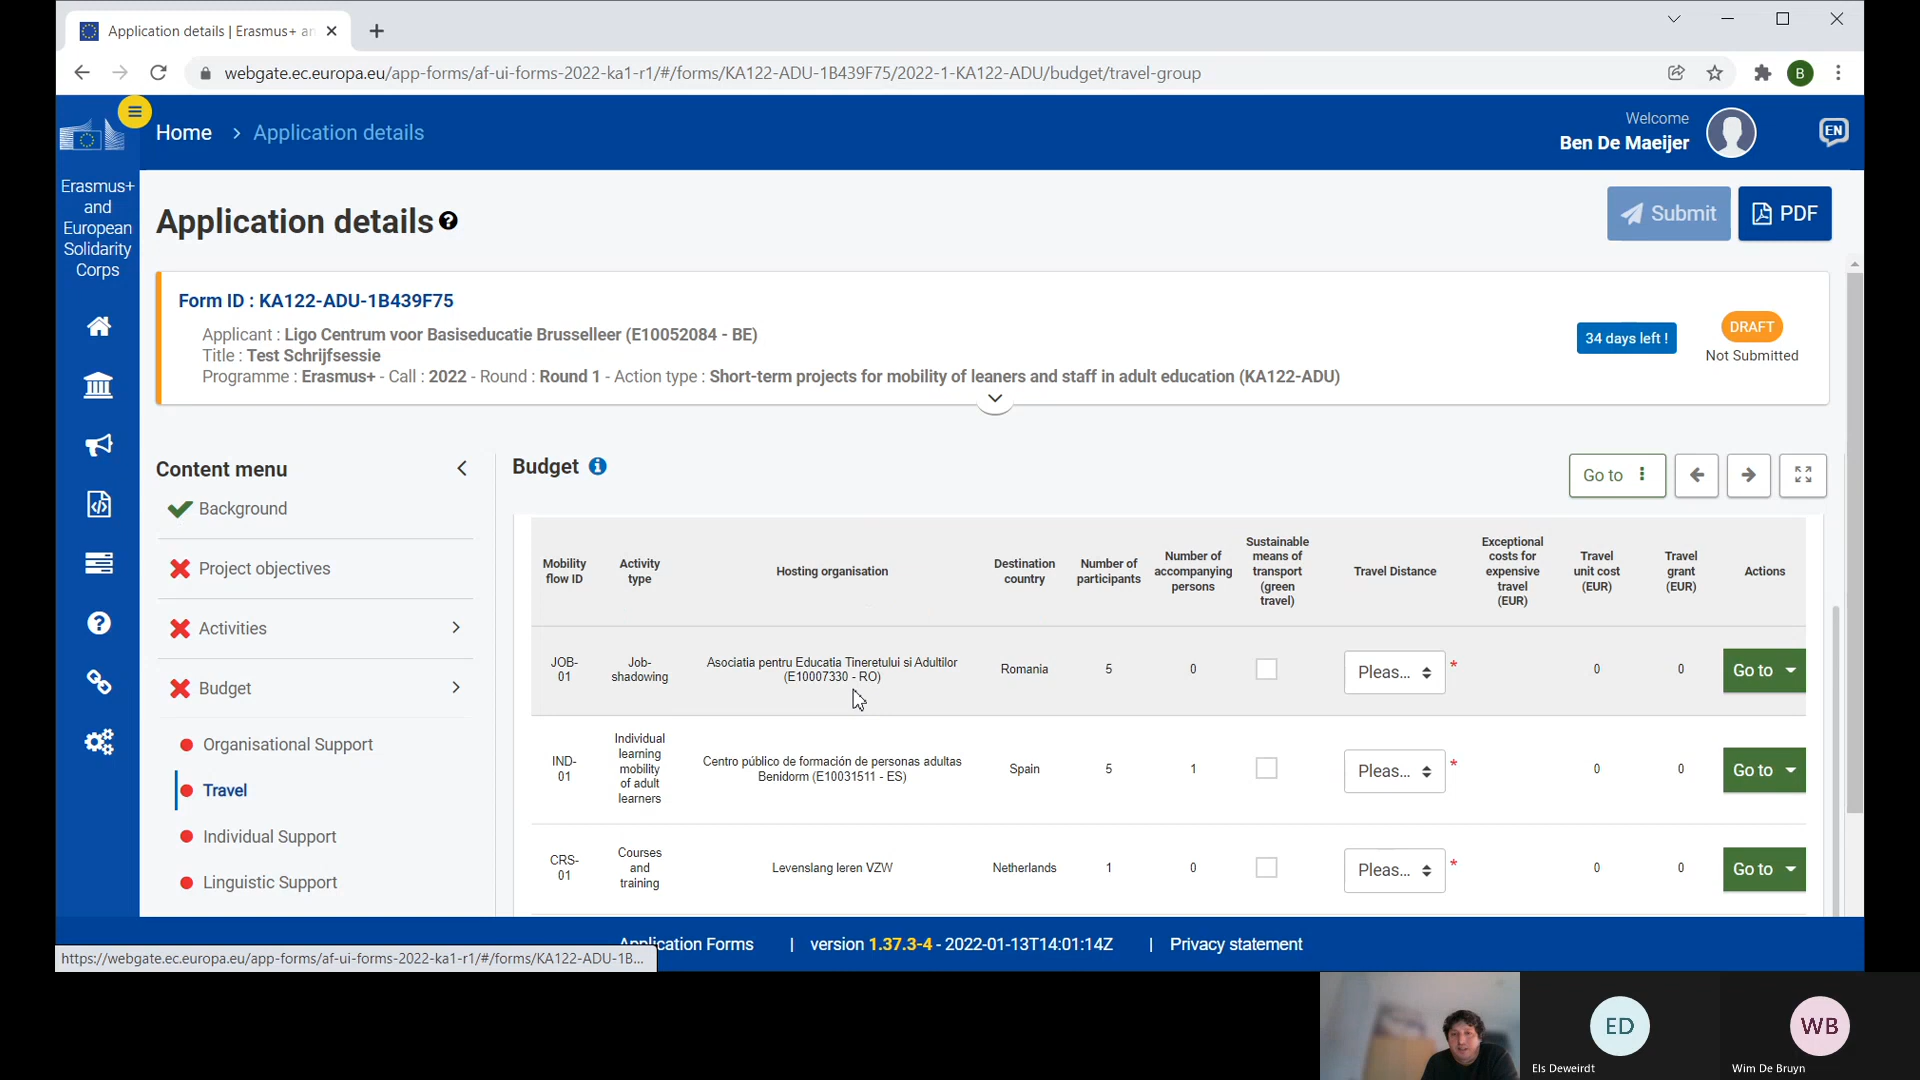 Application details | Erasmus+ an
webgate.ec.europa.eu/app-forms/af-ui-forms-2022-ka1-r1/#/forms/KA122-ADU-1B439F75/2022-1-KA122-ADU/budget/travel-group
B
Home > Application details
Welcome
Ben De Maeijer
EN
Erasmus+
and
European
Solidarity
Corps
Application details
Submit
PDF
Form ID : KA122-ADU-1B439F75
Applicant : Ligo Centrum voor Basiseducatie Brusselleer (E10052084 - BE)
Title : Test Schrijfsessie
Programme : Erasmus+ - Call : 2022 - Round : Round 1 - Action type : Short-term projects for mobility of leaners and staff in adult education (KA122-ADU)
34 days left !
DRAFT
Not Submitted
Content menu
Background
Project objectives
Activities
Budget
Organisational Support
Travel
Individual Support
Linguistic Support
Budget
Go to
Mobility
flow ID
Activity
type
Hosting organisation
Destination
country
Number of
participants
Number of
accompanying
persons
Sustainable
means of
transport
(green
travel)
Travel Distance
Exceptional
costs for
expensive
travel
(EUR)
Travel
unit cost
(EUR)
Travel
grant
(EUR)
Actions
JOB-
01
Job-
shadowing
Asociatia pentru Educatia Tineretului si Adultilor
(E10007330 - RO)
Romania
5
0
Pleas...
*
0
0
Go to
IND-
01
Individual
learning
mobility
of adult
learners
Centro público de formación de personas adultas
Benidorm (E10031511 - ES)
Spain
5
1
Pleas...
*
0
0
Go to
CRS-
01
Courses
and
training
Levenslang leren VZW
Netherlands
1
0
Pleas...
*
0
0
Go to
Application Forms | version 1.37.3-4 - 2022-01-13T14:01:14Z | Privacy statement
https://webgate.ec.europa.eu/app-forms/af-ui-forms-2022-ka1-r1/#/forms/KA122-ADU-1B...
ED
Els Deweirdt
WB
Wim De Bruyn